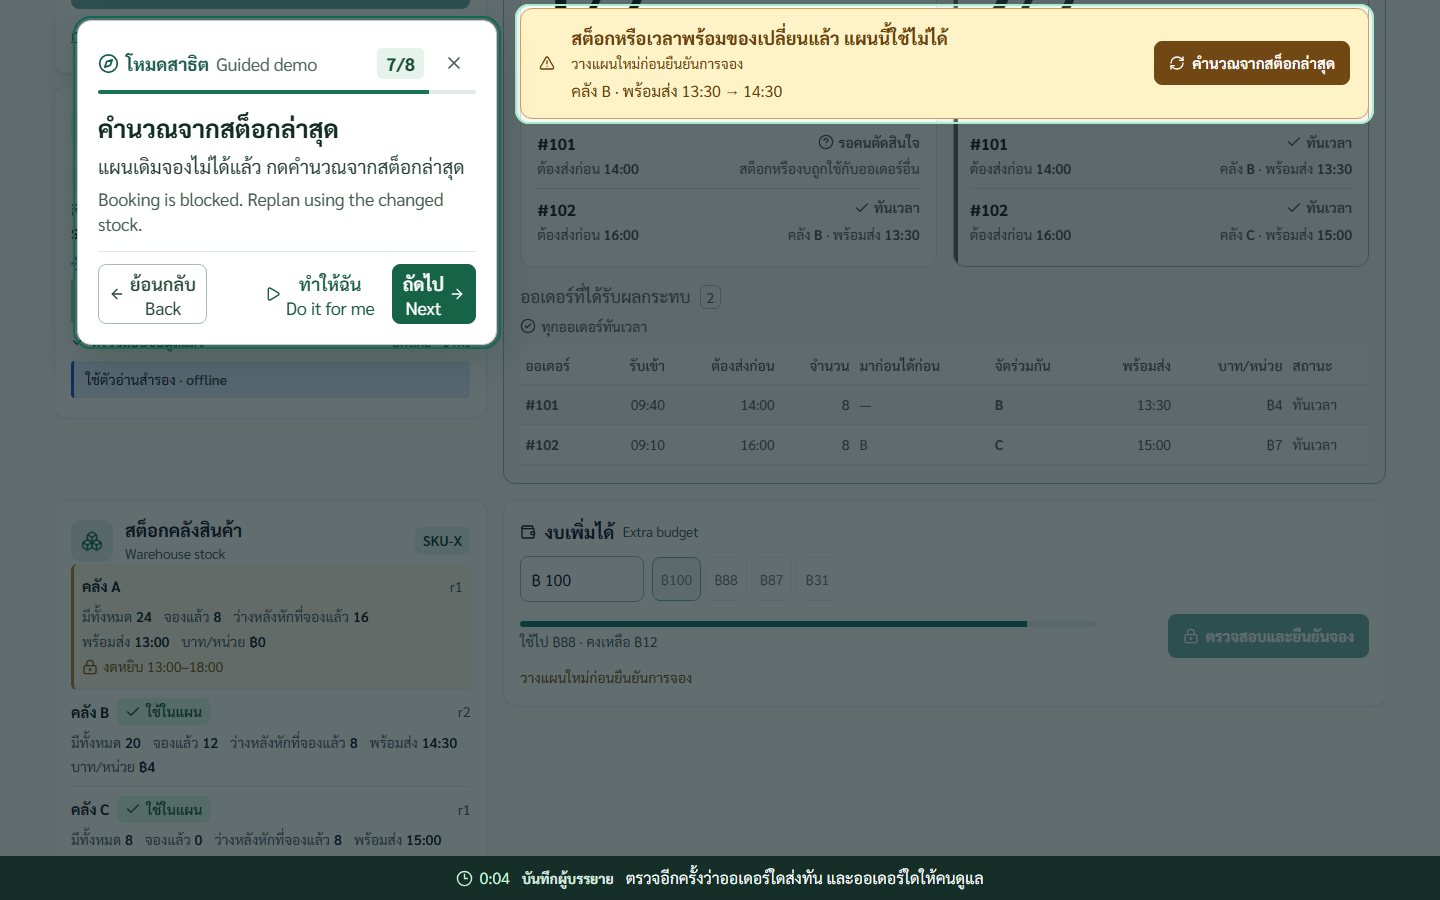 โหมดสาธิต Guided demo 7/8
คำนวณจากสต็อกล่าสุด
แผนเดิมจองไม่ได้แล้ว กดคำนวณจากสต็อกล่าสุด
Booking is blocked. Replan using the changed
stock.
← ย้อนกลับ
Back
ทำให้ฉัน
Do it for me
ถัดไป →
Next
ใช้ตัวอ่านสำรอง · offline
สต็อกหรือเวลาพร้อมของเปลี่ยนแล้ว แผนนี้ใช้ไม่ได้
วางแผนใหม่ก่อนยืนยันการจอง
คลัง B · พร้อมส่ง 13:30 → 14:30
คำนวณจากสต็อกล่าสุด
#101 รอคนตัดสินใจ
ต้องส่งก่อน 14:00 สต็อกหรืองบถูกใช้กับออเดอร์อื่น
#102 ทันเวลา
ต้องส่งก่อน 16:00 คลัง B · พร้อมส่ง 13:30
#101 ทันเวลา
ต้องส่งก่อน 14:00 คลัง B · พร้อมส่ง 13:30
#102 ทันเวลา
ต้องส่งก่อน 16:00 คลัง C · พร้อมส่ง 15:00
ออเดอร์ที่ได้รับผลกระทบ 2
ทุกออเดอร์ทันเวลา
ออเดอร์ รับเข้า ต้องส่งก่อน จำนวน มาก่อนได้ก่อน จัดร่วมกัน พร้อมส่ง บาท/หน่วย สถานะ
#101 09:40 14:00 8 — B 13:30 ฿4 ทันเวลา
#102 09:10 16:00 8 B C 15:00 ฿7 ทันเวลา
สต็อกคลังสินค้า
Warehouse stock
SKU-X
คลัง A r1
มีทั้งหมด 24 จองแล้ว 8 ว่างหลังหักที่จองแล้ว 16
พร้อมส่ง 13:00 บาท/หน่วย ฿0
งดหยิบ 13:00–18:00
คลัง B ใช้ในแผน r2
มีทั้งหมด 20 จองแล้ว 12 ว่างหลังหักที่จองแล้ว 8 พร้อมส่ง 14:30
บาท/หน่วย ฿4
คลัง C ใช้ในแผน r1
มีทั้งหมด 8 จองแล้ว 0 ว่างหลังหักที่จองแล้ว 8 พร้อมส่ง 15:00
งบเพิ่มได้ Extra budget
฿ 100 ฿100 ฿88 ฿87 ฿31
ใช้ไป ฿88 · คงเหลือ ฿12
วางแผนใหม่ก่อนยืนยันการจอง
ตรวจสอบและยืนยันจอง
0:04 บันทึกผู้บรรยาย ตรวจอีกครั้งว่าออเดอร์ใดส่งทัน และออเดอร์ใดให้คนดูแล